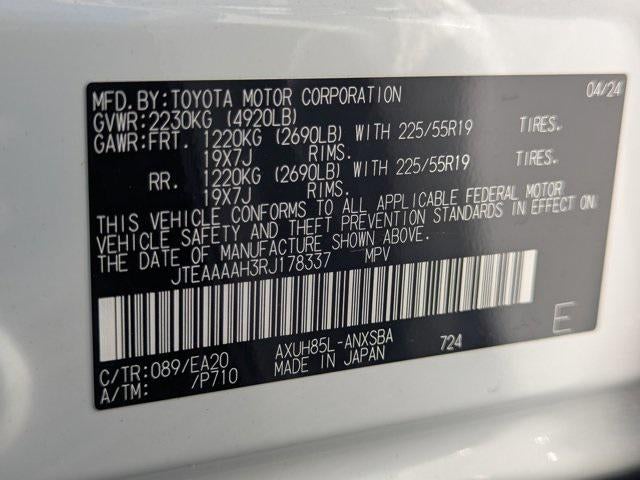 MFD. BY: TOYOTA MOTOR CORPORATION 04/24
GVWR: 2230KG (4920LB)
GAWR: FRT. 1220KG (2690LB) WITH 225/55R19 TIRES.
19X7J RIMS.
RR. 1220KG (2690LB) WITH 225/55R19 TIRES.
19X7J RIMS.
THIS VEHICLE CONFORMS TO ALL APPLICABLE FEDERAL MOTOR
VEHICLE SAFETY AND THEFT PREVENTION STANDARDS IN EFFECT ON
THE DATE OF MANUFACTURE SHOWN ABOVE.
JTEAAAAH3RJ178337 MPV
C/TR: 089/EA20 AXUH85L-ANXSBA 724 E
A/TM: /7P710 MADE IN JAPAN